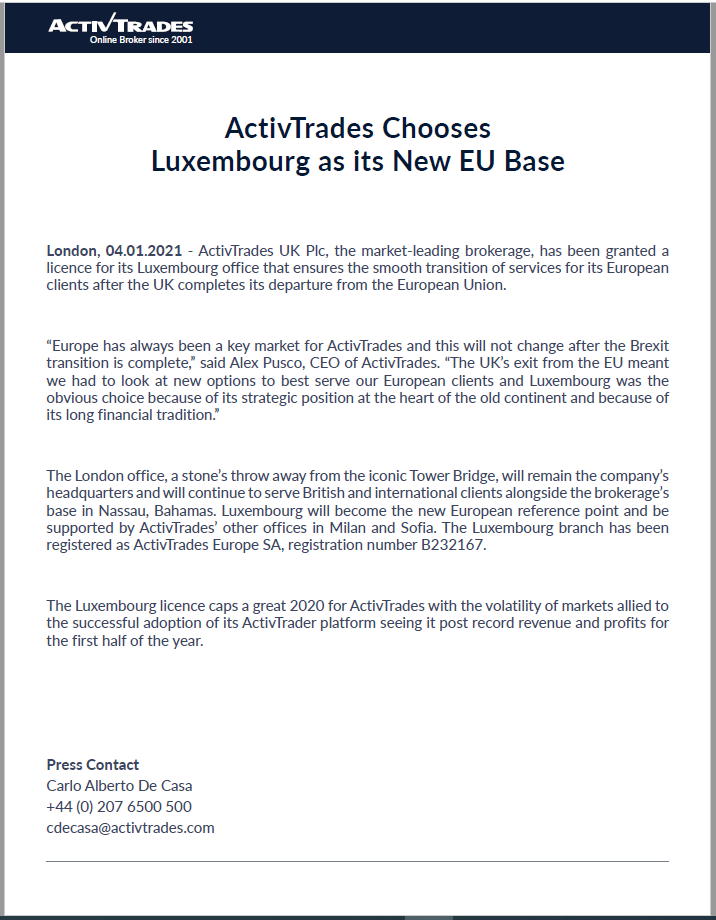 ACTIVTRADES
Online Broker since 2001
ActivTrades Chooses
Luxembourg as its New EU Base
London, 04.01.2021 - ActivTrades UK Plc, the market-leading brokerage, has been granted a
licence for its Luxembourg office that ensures the smooth transition of services for its European
clients after the UK completes its departure from the European Union.
“Europe has always been a key market for ActivTrades and this will not change after the Brexit
transition is complete,” said Alex Pusco, CEO of ActivTrades. “The UK’s exit from the EU meant
we had to look at new options to best serve our European clients and Luxembourg was the
obvious choice because of its strategic position at the heart of the old continent and because of
its long financial tradition.”
The London office, a stone’s throw away from the iconic Tower Bridge, will remain the company’s
headquarters and will continue to serve British and international clients alongside the brokerage’s
base in Nassau, Bahamas. Luxembourg will become the new European reference point and be
supported by ActivTrades’ other offices in Milan and Sofia. The Luxembourg branch has been
registered as ActivTrades Europe SA, registration number B232167.
The Luxembourg licence caps a great 2020 for ActivTrades with the volatility of markets allied to
the successful adoption of its ActivTrader platform seeing it post record revenue and profits for
the first half of the year.
Press Contact
Carlo Alberto De Casa
+44 (0) 207 6500 500
cdecasa@activtrades.com